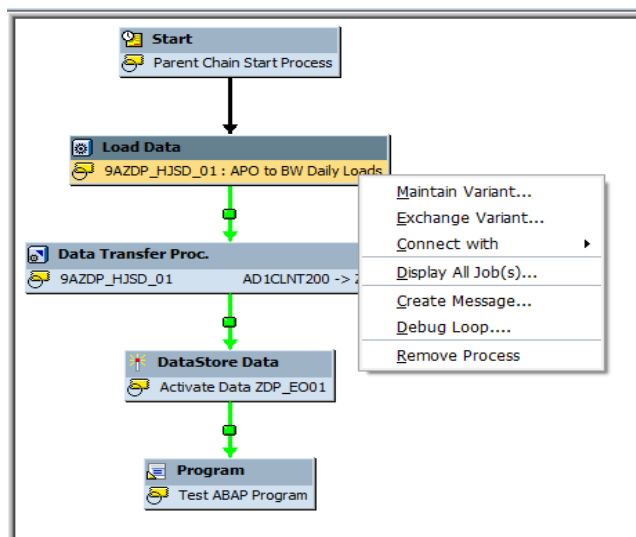 Start
Parent Chain Start Process
Load Data
9AZDP_HJSD_01 : APO to BW Daily Loads
Maintain Variant...
Exchange Variant...
Connect with
Display All Job(s)...
Create Message...
Debug Loop....
Remove Process
Data Transfer Proc.
9AZDP_HJSD_01 AD1CLNT200 -> Z
DataStore Data
Activate Data ZDP_EO01
Program
Test ABAP Program